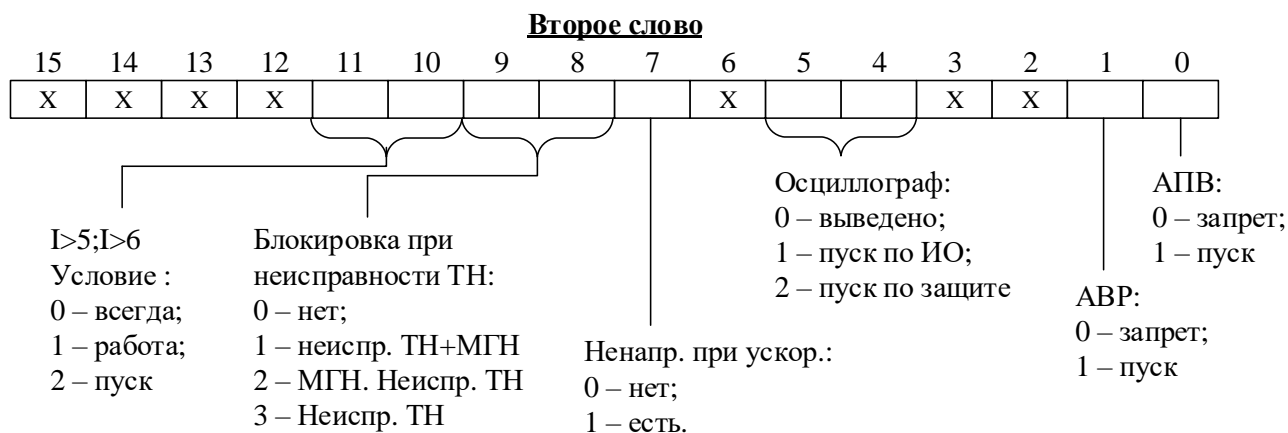 Второе слово
15 14 13 12 11 10 9 8 7 6 5 4 3 2 1 0
X X X X X X X
I>5;I>6
Условие :
0 – всегда;
1 – работа;
2 – пуск
Блокировка при
неисправности ТН:
0 – нет;
1 – неиспр. ТН+МГН
2 – МГН. Неиспр. ТН
3 – Неиспр. ТН
Ненапр. при ускор.:
0 – нет;
1 – есть.
Осциллограф:
0 – выведено;
1 – пуск по ИО;
2 – пуск по защите
АВР:
0 – запрет;
1 – пуск
АПВ:
0 – запрет;
1 – пуск